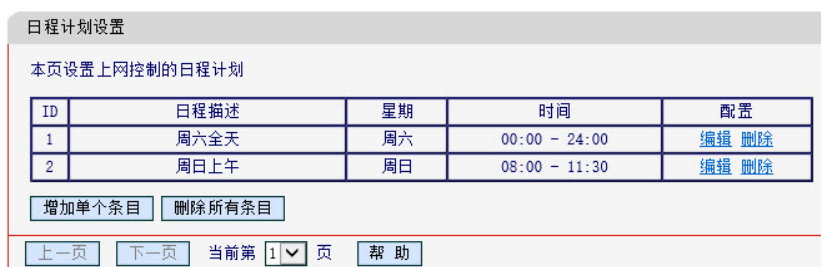 日程计划设置
本页设置上网控制的日程计划
ID 日程描述 星期 时间 配置
1 周六全天 周六 00:00 - 24:00 编辑 删除
2 周日上午 周日 08:00 - 11:30 编辑 删除
增加单个条目 删除所有条目
上一页 下一页 当前第 1 页 帮 助